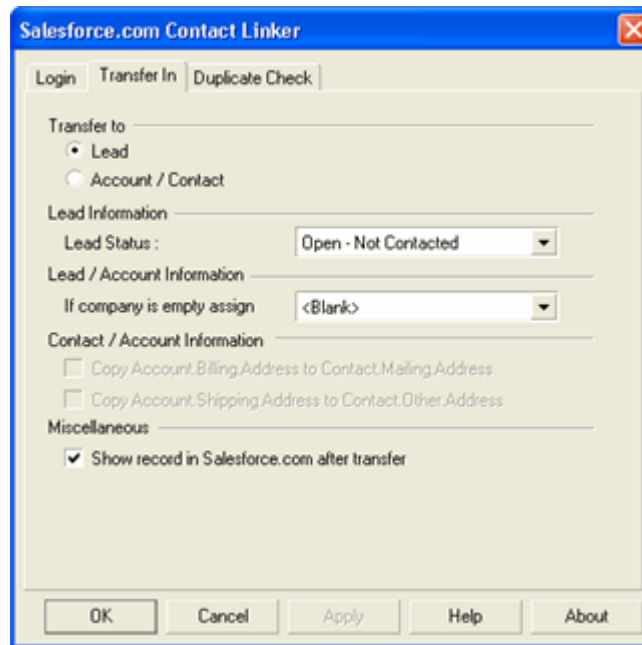 Salesforce.com Contact Linker
Login Transfer In Duplicate Check
Transfer to
Lead
Account / Contact
Lead Information
Lead Status : Open - Not Contacted
Lead / Account Information
If company is empty assign <Blank>
Contact / Account Information
Copy Account.Billing.Address to Contact.Mailing.Address
Copy Account.Shipping.Address to Contact.Other.Address
Miscellaneous
Show record in Salesforce.com after transfer
OK Cancel Apply Help About